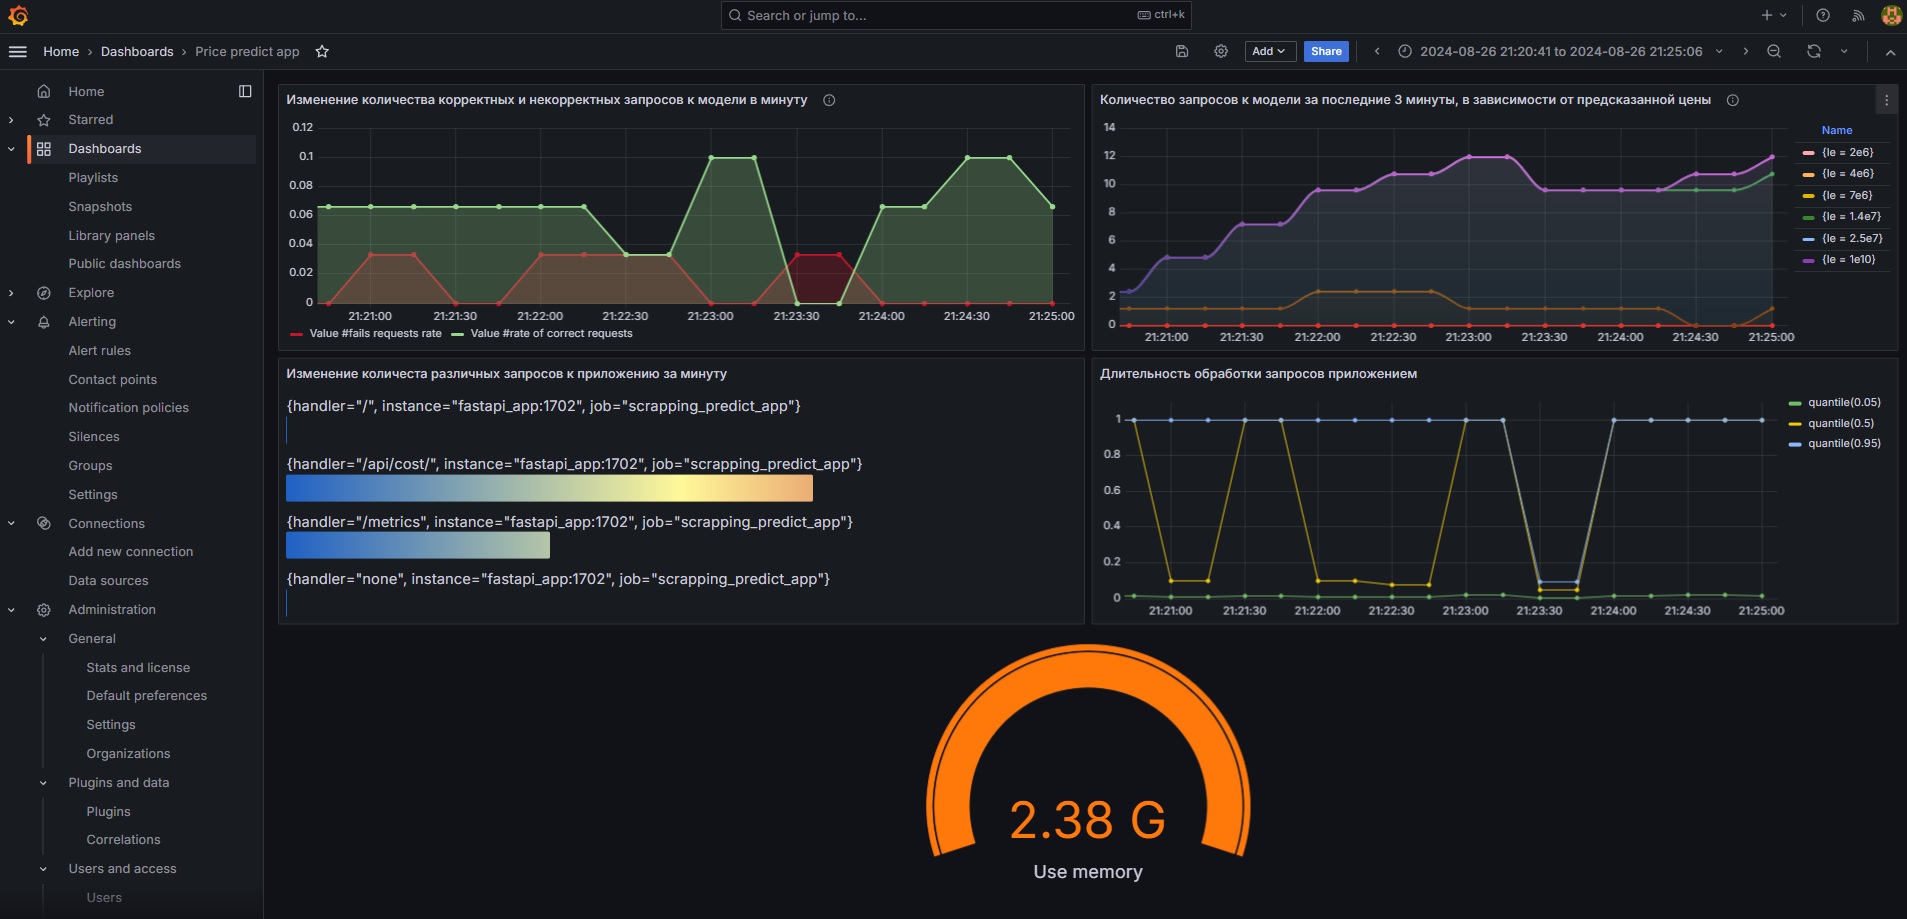 Search or jump to...
ctrl+k
Home › Dashboards › Price predict app
Add
Share
2024-08-26 21:20:41 to 2024-08-26 21:25:06
Home
Starred
Dashboards
Playlists
Snapshots
Library panels
Public dashboards
Explore
Alerting
Alert rules
Contact points
Notification policies
Silences
Groups
Settings
Connections
Add new connection
Data sources
Administration
General
Stats and license
Default preferences
Settings
Organizations
Plugins and data
Plugins
Correlations
Users and access
Users
Изменение количества корректных и некорректных запросов к модели в минуту
0.12
0.1
0.08
0.06
0.04
0.02
0
21:21:00 21:21:30 21:22:00 21:22:30 21:23:00 21:23:30 21:24:00 21:24:30 21:25:00
Value #fails requests rate Value #rate of correct requests
Количество запросов к модели за последние 3 минуты, в зависимости от предсказанной цены
14
12
10
8
6
4
2
0
21:21:00 21:21:30 21:22:00 21:22:30 21:23:00 21:23:30 21:24:00 21:24:30 21:25:00
Name
{le = 2e6}
{le = 4e6}
{le = 7e6}
{le = 1.4e7}
{le = 2.5e7}
{le = 1e10}
Изменение количеста различных запросов к приложению за минуту
{handler="/", instance="fastapi_app:1702", job="scrapping_predict_app"}
{handler="/api/cost/", instance="fastapi_app:1702", job="scrapping_predict_app"}
{handler="/metrics", instance="fastapi_app:1702", job="scrapping_predict_app"}
{handler="none", instance="fastapi_app:1702", job="scrapping_predict_app"}
Длительность обработки запросов приложением
1
0.8
0.6
0.4
0.2
0
21:21:00 21:21:30 21:22:00 21:22:30 21:23:00 21:23:30 21:24:00 21:24:30 21:25:00
quantile(0.05)
quantile(0.5)
quantile(0.95)
2.38 G
Use memory